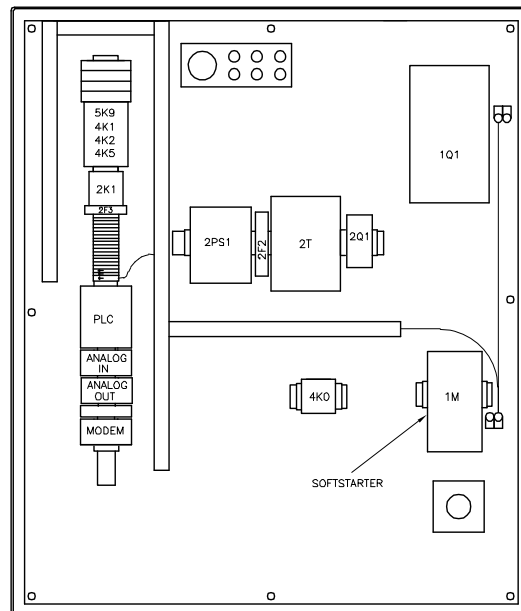 5K9
4K1
4K2
4K5
1Q1
2K1
2F3
2PS1
2F2
2T
2Q1
PLC
ANALOG
IN
ANALOG
OUT
4K0
1M
MODEM
SOFTSTARTER